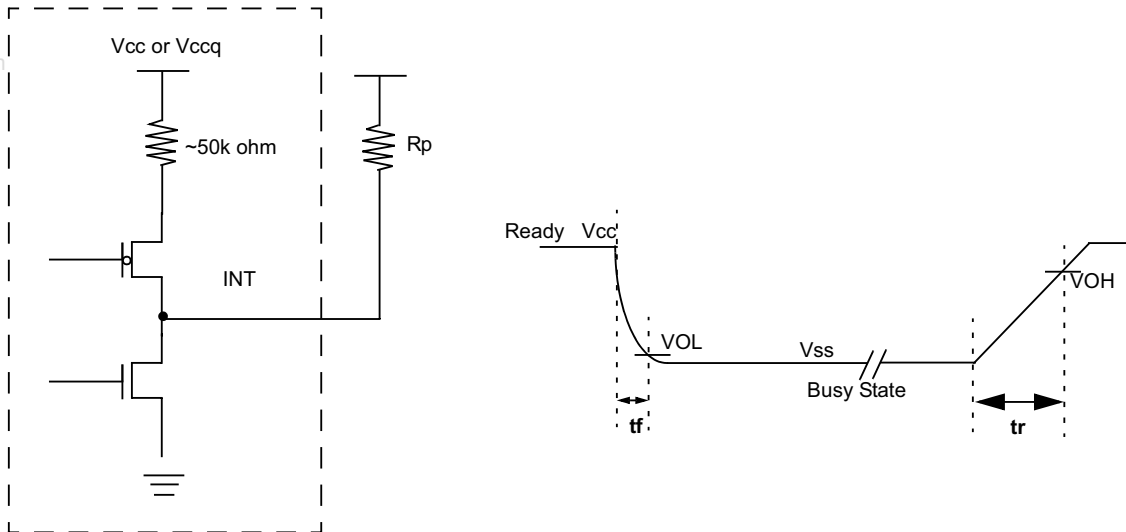 Vcc or Vccq
~50k ohm
Rp
INT
Ready Vcc
VOL
Vss
Busy State
VOH
tf
tr